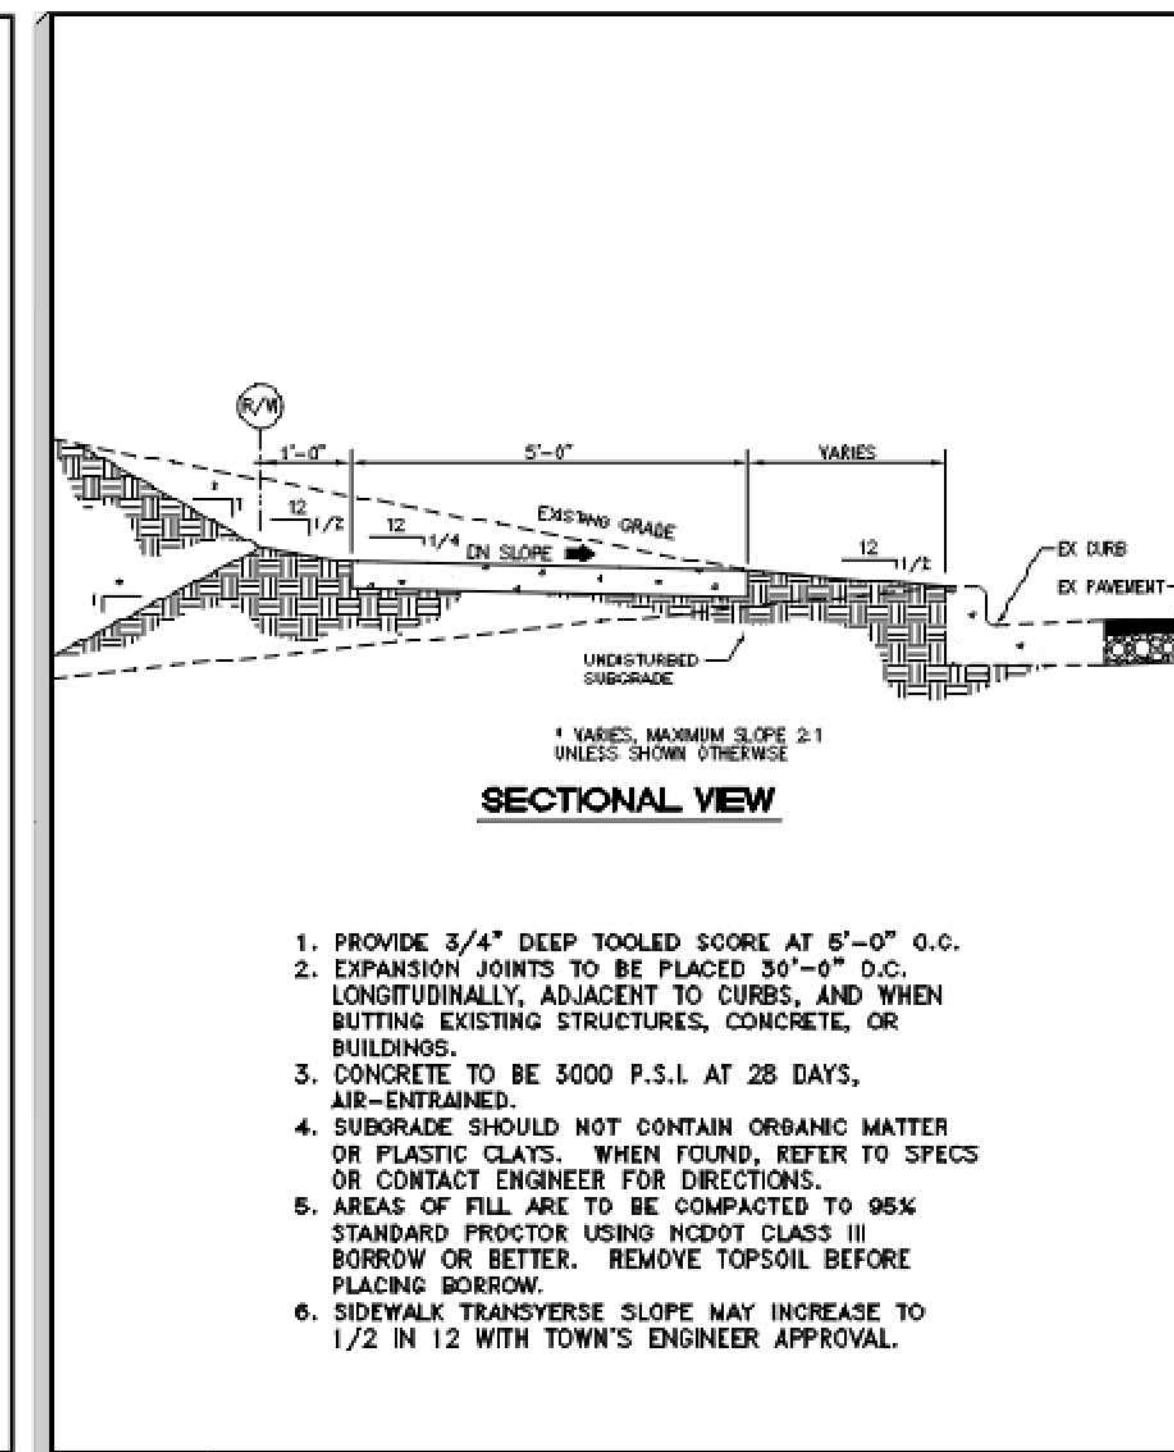 R/W
1'-0" 5'-0" VARIES
12
1/2
12
1/4
DN SLOPE
EXISTING GRADE
12
1/2
EX CURB
EX PAVEMENT
UNDISTURBED
SUBGRADE
* VARIES, MAXIMUM SLOPE 2:1
UNLESS SHOWN OTHERWISE
SECTIONAL VIEW
1. PROVIDE 3/4" DEEP TOOLED SCORE AT 5'-0" O.C.
2. EXPANSION JOINTS TO BE PLACED 30'-0" O.C.
LONGITUDINALLY, ADJACENT TO CURBS, AND WHEN
BUTTING EXISTING STRUCTURES, CONCRETE, OR
BUILDINGS.
3. CONCRETE TO BE 3000 P.S.I. AT 28 DAYS,
AIR-ENTRAINED.
4. SUBGRADE SHOULD NOT CONTAIN ORGANIC MATTER
OR PLASTIC CLAYS. WHEN FOUND, REFER TO SPECS
OR CONTACT ENGINEER FOR DIRECTIONS.
5. AREAS OF FILL ARE TO BE COMPACTED TO 95%
STANDARD PROCTOR USING NCDOT CLASS III
BORROW OR BETTER. REMOVE TOPSOIL BEFORE
PLACING BORROW.
6. SIDEWALK TRANSVERSE SLOPE MAY INCREASE TO
1/2 IN 12 WITH TOWN'S ENGINEER APPROVAL.